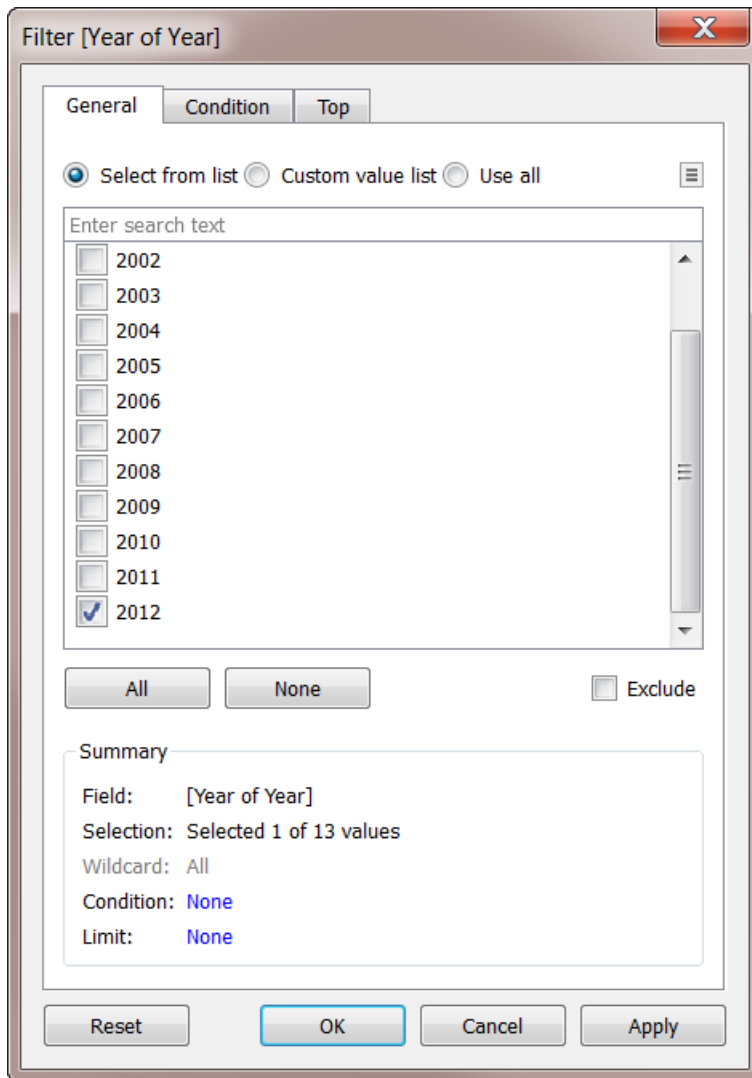 Filter [Year of Year]
General Condition Top
Select from list Custom value list Use all
Enter search text
2002
2003
2004
2005
2006
2007
2008
2009
2010
2011
2012
All None Exclude
Summary
Field: [Year of Year]
Selection: Selected 1 of 13 values
Wildcard: All
Condition: None
Limit: None
Reset OK Cancel Apply